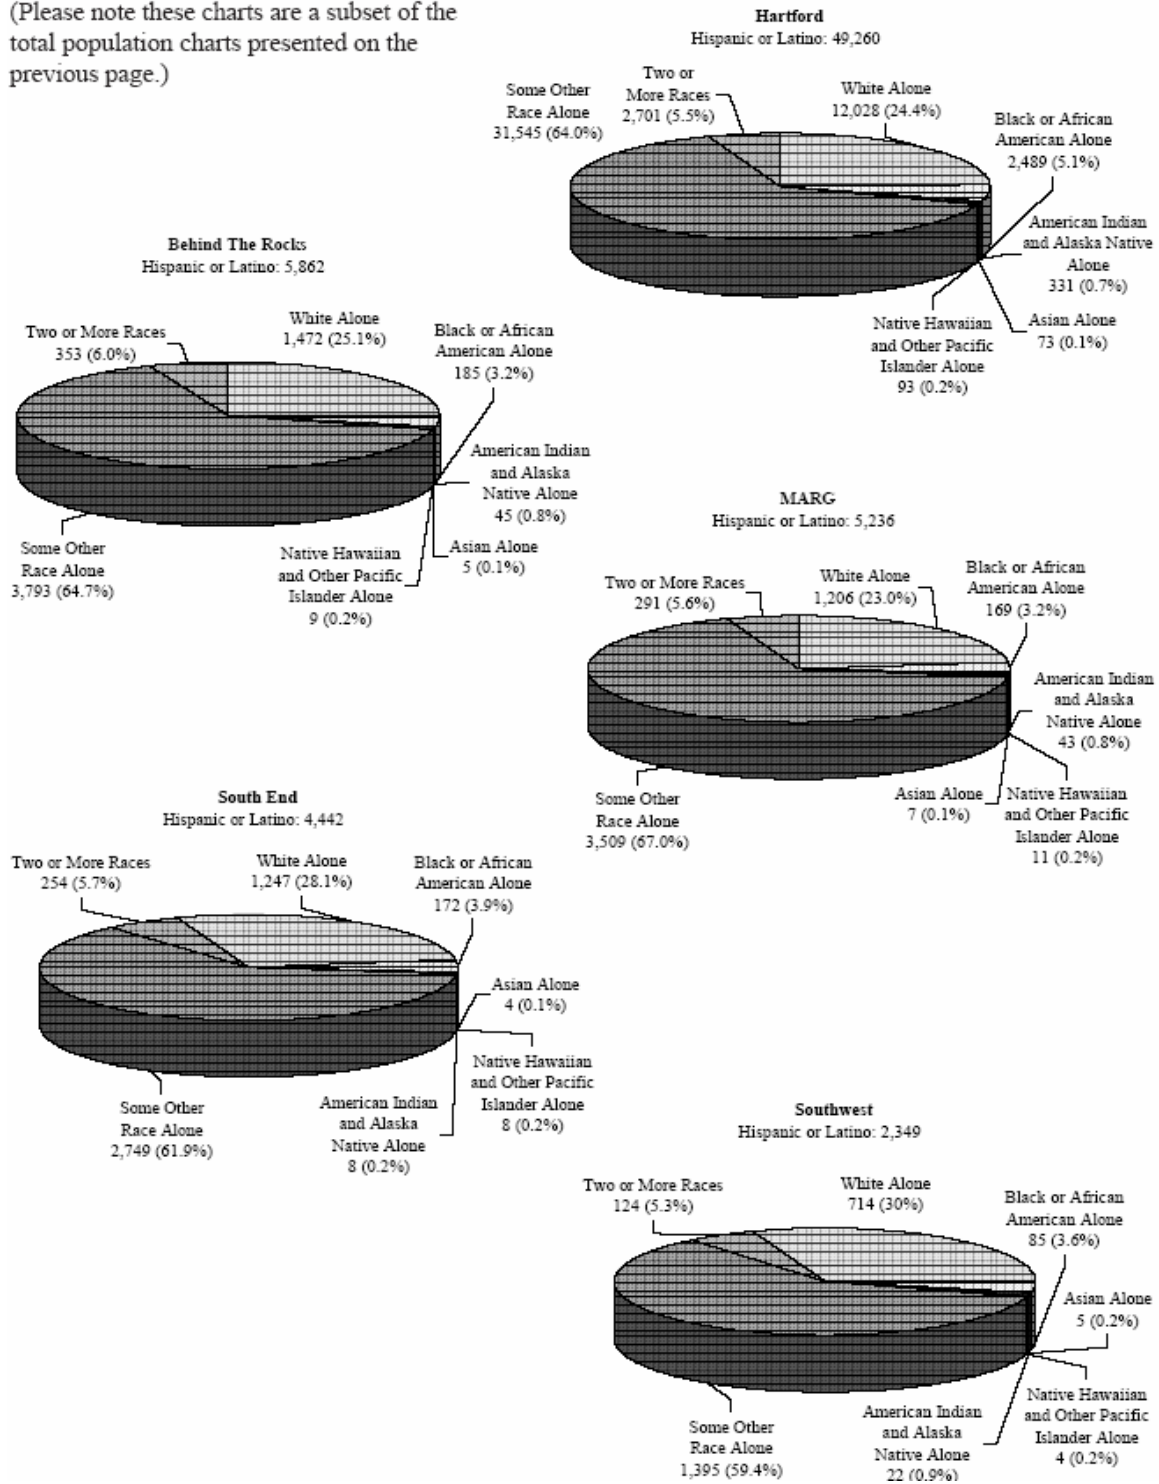 (Please note these charts are a subset of the
total population charts presented on the
previous page.)
Hartford
Hispanic or Latino: 49,260
Some Other
Race Alone
31,545 (64.0%)
Two or
More Races
2,701 (5.5%)
White Alone
12,028 (24.4%)
Black or African
American Alone
2,489 (5.1%)
American Indian
and Alaska Native
Alone
331 (0.7%)
Asian Alone
73 (0.1%)
Native Hawaiian
and Other Pacific
Islander Alone
93 (0.2%)
Behind The Rocks
Hispanic or Latino: 5,862
Two or More Races
353 (6.0%)
White Alone
1,472 (25.1%)
Black or African
American Alone
185 (3.2%)
American Indian
and Alaska
Native Alone
45 (0.8%)
Asian Alone
5 (0.1%)
Native Hawaiian
and Other Pacific
Islander Alone
9 (0.2%)
Some Other
Race Alone
3,793 (64.7%)
MARG
Hispanic or Latino: 5,236
Two or More Races
291 (5.6%)
White Alone
1,206 (23.0%)
Black or African
American Alone
169 (3.2%)
American Indian
and Alaska
Native Alone
43 (0.8%)
Native Hawaiian
and Other Pacific
Islander Alone
11 (0.2%)
Asian Alone
7 (0.1%)
Some Other
Race Alone
3,509 (67.0%)
South End
Hispanic or Latino: 4,442
Two or More Races
254 (5.7%)
White Alone
1,247 (28.1%)
Black or African
American Alone
172 (3.9%)
Asian Alone
4 (0.1%)
Native Hawaiian
and Other Pacific
Islander Alone
8 (0.2%)
American Indian
and Alaska
Native Alone
8 (0.2%)
Some Other
Race Alone
2,749 (61.9%)
Southwest
Hispanic or Latino: 2,349
Two or More Races
124 (5.3%)
White Alone
714 (30%)
Black or African
American Alone
85 (3.6%)
Asian Alone
5 (0.2%)
Native Hawaiian
and Other Pacific
Islander Alone
4 (0.2%)
American Indian
and Alaska
Native Alone
22 (0.9%)
Some Other
Race Alone
1,395 (59.4%)